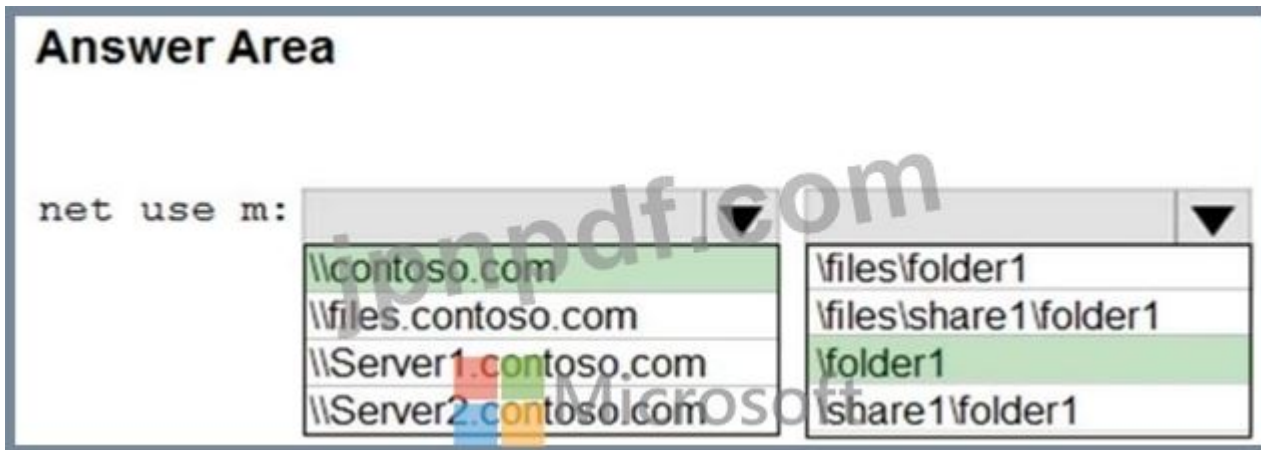 Answer Area
net use m:
\\contoso.com
\\files.contoso.com
\\Server1.contoso.com
\\Server2.contoso.com
\files\folder1
\files\share1\folder1
\folder1
\share1\folder1
jpnpdf.com
Microsoft